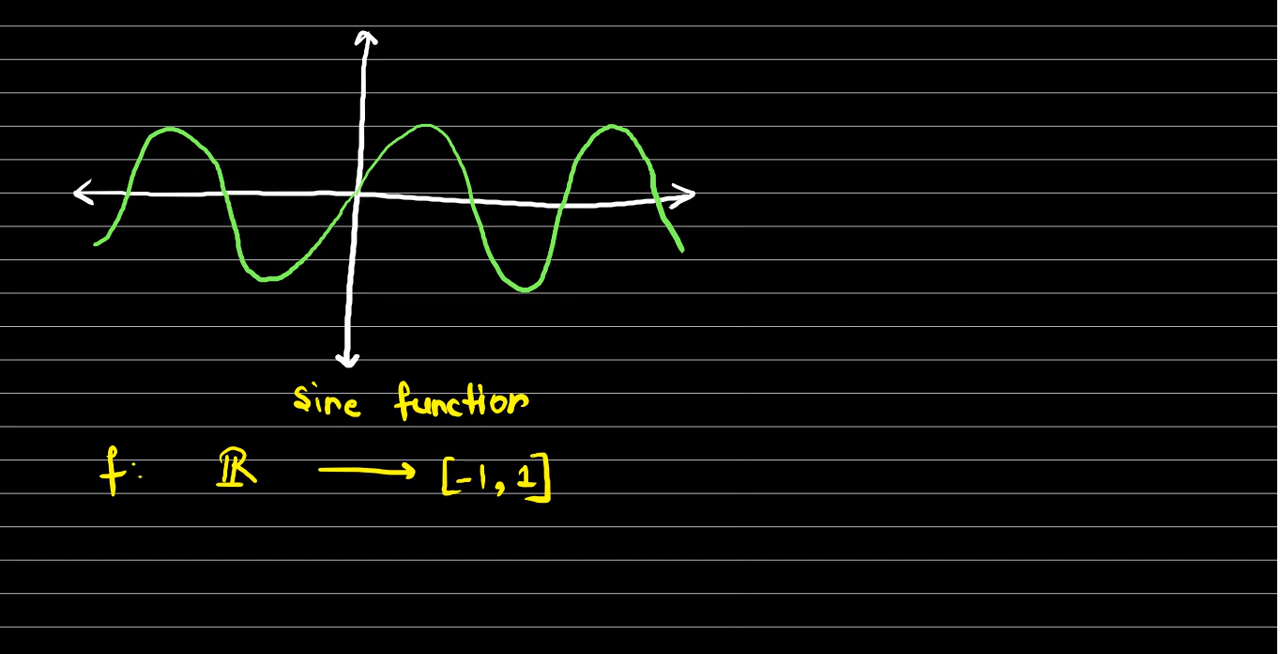 sine function
f: ℝ ⟶ [-1, 1]